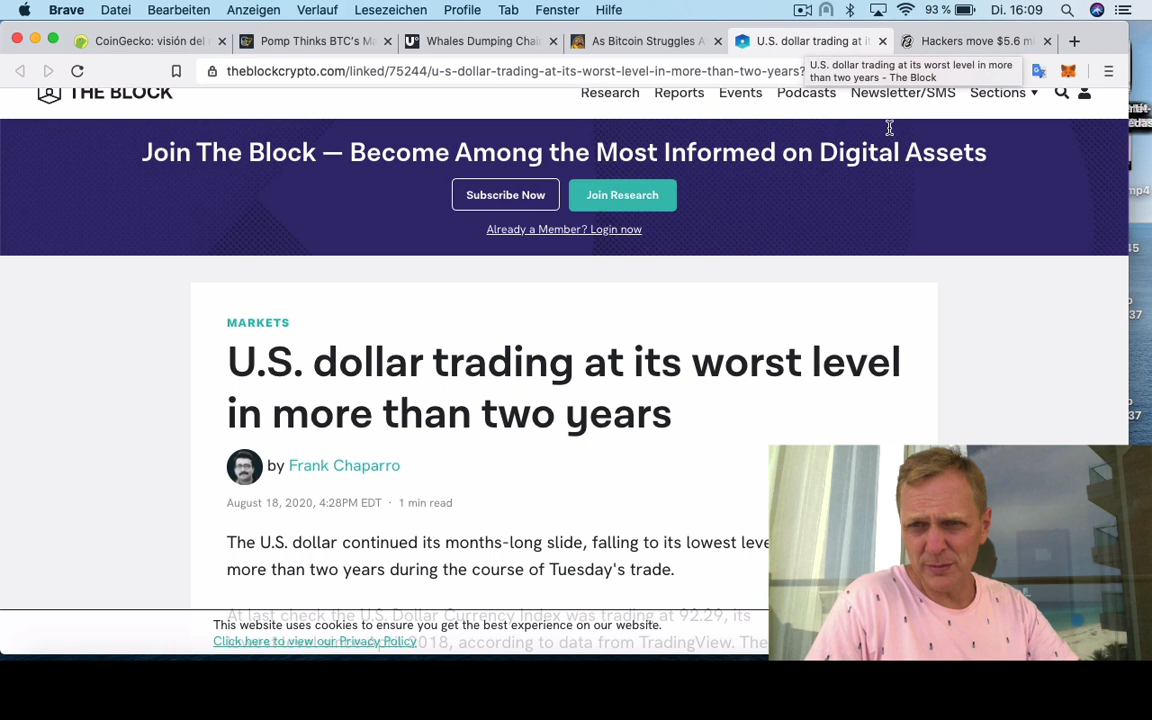 Brave Datei Bearbeiten Anzeigen Verlauf Lesezeichen Profile Tab Fenster Hilfe 93 % Di. 16:09
CoinGecko: visión del Pomp Thinks BTC's Ma Whales Dumping Chai As Bitcoin Struggles A U.S. dollar trading at it Hackers move $5.6 m
theblockcrypto.com/linked/75244/u-s-dollar-trading-at-its-worst-level-in-more-than-two-years?
U.S. dollar trading at its worst level in more
than two years - The Block
THE BLOCK Research Reports Events Podcasts Newsletter/SMS Sections
Join The Block — Become Among the Most Informed on Digital Assets
Subscribe Now Join Research
Already a Member? Login now
MARKETS
U.S. dollar trading at its worst level
in more than two years
by Frank Chaparro
August 18, 2020, 4:28PM EDT · 1 min read
The U.S. dollar continued its months-long slide, falling to its lowest leve
more than two years during the course of Tuesday's trade.
At last check the U.S. Dollar Currency Index was trading at 92.29, its
This website uses cookies to ensure you get the best experience on our website.
Click here to view our Privacy Policy
2018, according to data from TradingView. The
mp4
45
37
37